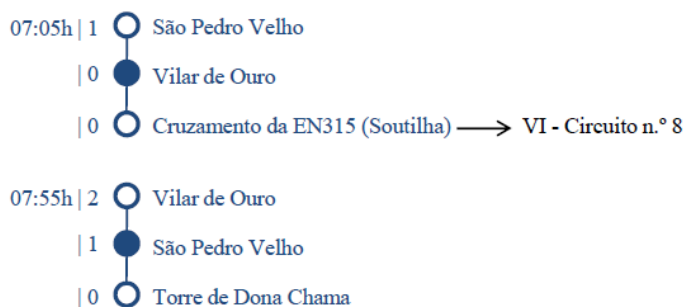 07:05h | 1 São Pedro Velho
| 0 Vilar de Ouro
| 0 Cruzamento da EN315 (Soutilha) → VI - Circuito n.º 8
07:55h | 2 Vilar de Ouro
| 1 São Pedro Velho
| 0 Torre de Dona Chama